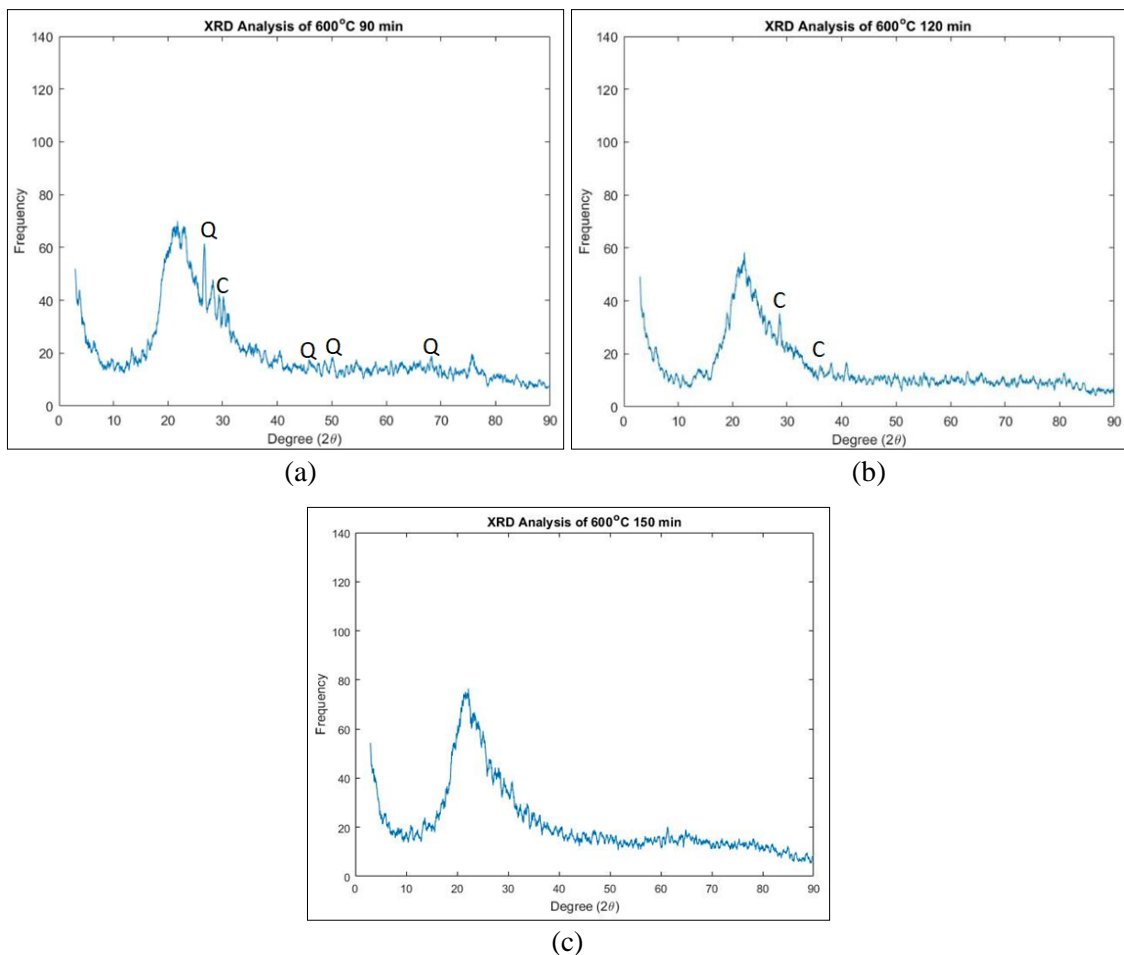 XRD Analysis of 600°C 90 min
140
120
100
80
60
40
20
0
Frequency
Q
C
Q
Q
Q
0 10 20 30 40 50 60 70 80 90
Degree (2θ)
(a)
XRD Analysis of 600°C 120 min
140
120
100
80
60
40
20
0
Frequency
C
C
0 10 20 30 40 50 60 70 80 90
Degree (2θ)
(b)
XRD Analysis of 600°C 150 min
140
120
100
80
60
40
20
0
Frequency
0 10 20 30 40 50 60 70 80 90
Degree (2θ)
(c)